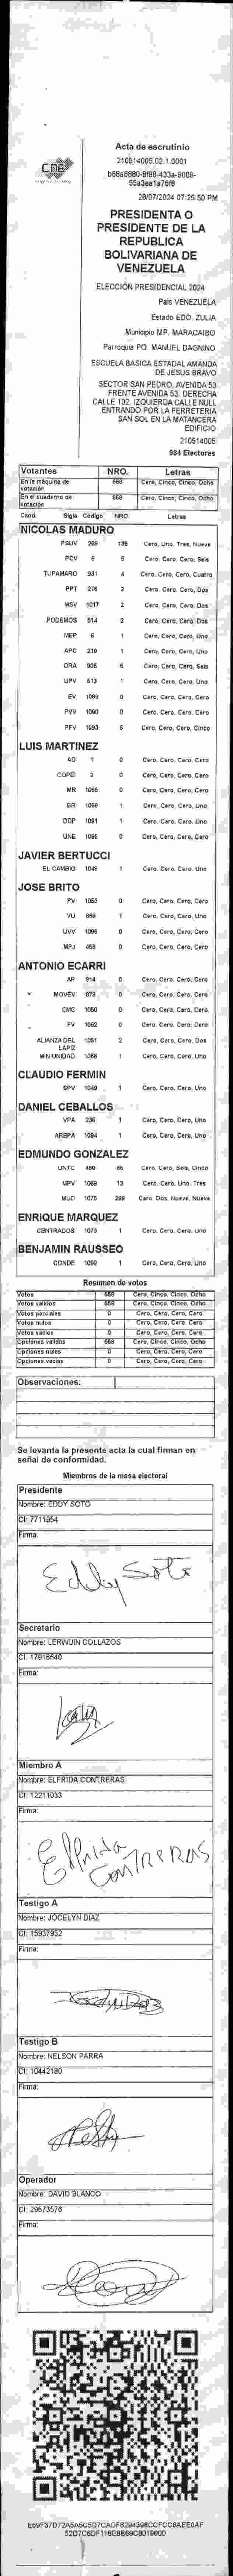 CNE
Acta de escrutinio
210514005.02.1.0001
28/07/2024 07:25:50 PM
PRESIDENTA O
PRESIDENTE DE LA
REPUBLICA
BOLIVARIANA DE
VENEZUELA
ELECCIÓN PRESIDENCIAL 2024
País VENEZUELA
Estado EDO. ZULIA
Municipio MP. MARACAIBO
Parroquia PQ. MANUEL DAGNINO
ESCUELA BASICA ESTADAL AMANDA
DE JESUS BRAVO
SECTOR SAN PEDRO. AVENIDA 53
FRENTE AVENIDA 53. DERECHA
CALLE 102. IZQUIERDA CALLE NULL
ENTRANDO POR LA FERRETERIA
SAN SOL EN LA MATANCERA
EDIFICIO
210514005
984 Electores
Votantes NRO. Letras
En la máquina de votación Cero, Cinco, Cinco, Ocho
En el cuaderno de votación Cero, Cinco, Cinco, Ocho
Cand. Sigla Codigo NRO. Letras
NICOLAS MADURO
PSUV 269 139 Cero, Uno, Tres, Nueve
PCV 6 Cero, Cero, Cero, Seis
TUPAMARO 931 4 Cero, Cero, Cero, Cuatro
PPT 276 2 Cero, Cero, Cero, Dos
MSV 1017 2 Cero, Cero, Cero, Dos
PODEMOS 514 2 Cero, Cero, Cero, Dos
MEP 6 1 Cero, Cero, Cero, Uno
APC 219 1 Cero, Cero, Cero, Uno
ORA 906 6 Cero, Cero, Cero, Seis
UPV 513 1 Cero, Cero, Cero, Uno
EV 1098 0 Cero, Cero, Cero, Cero
PVV 1090 0 Cero, Cero, Cero, Cero
PFV 1093 5 Cero, Cero, Cero, Cinco
LUIS MARTINEZ
AD 1 0 Cero, Cero, Cero, Cero
COPEI 2 0 Cero, Cero, Cero, Cero
MR 1065 0 Cero, Cero, Cero, Cero
BR 1 Cero, Cero, Cero, Uno
DDP 1091 1 Cero, Cero, Cero, Uno
UNE 1095 0 Cero, Cero, Cero, Cero
JAVIER BERTUCCI
EL CAMBIO 1048 1 Cero, Cero, Cero, Uno
JOSE BRITO
PV 1053 0 Cero, Cero, Cero, Cero
VU 868 1 Cero, Cero, Cero, Uno
UVV 1096 0 Cero, Cero, Cero, Cero
MPJ 458 0 Cero, Cero, Cero, Cero
ANTONIO ECARRI
AP 914 0 Cero, Cero, Cero, Cero
MOVEV 873 0 Cero, Cero, Cero, Cero
CMC 1050 0 Cero, Cero, Cero, Cero
FV 1062 0 Cero, Cero, Cero, Cero
ALIANZA DEL LAPIZ 1051 2 Cero, Cero, Cero, Dos
MIN UNIDAD 1 Cero, Cero, Cero, Uno
CLAUDIO FERMIN
SPV 1049 1 Cero, Cero, Cero, Uno
DANIEL CEBALLOS
VPA 236 1 Cero, Cero, Cero, Uno
AREPA 1094 1 Cero, Cero, Cero, Uno
EDMUNDO GONZALEZ
UNTC 480 Cero, Cero, Seis, Cinco
MPV 1069 13 Cero, Cero, Uno, Tres
MUD 1075 299 Cero, Dos, Nueve, Nueve
ENRIQUE MARQUEZ
CENTRADOS 1073 1 Cero, Cero, Cero, Uno
BENJAMIN RAUSSEO
CONDE 1092 1 Cero, Cero, Cero, Uno
Resumen de votos
Votos 558 Cero, Cinco, Cinco, Ocho
Votos validos 558 Cero, Cinco, Cinco, Ocho
Votos parciales 0 Cero, Cero, Cero, Cero
Votos nulos 0 Cero, Cero, Cero, Cero
Votos vacios 0 Cero, Cero, Cero, Cero
Opciones validas 558 Cero, Cinco, Cinco, Ocho
Opciones nulas 0 Cero, Cero, Cero, Cero
Opciones vacias 0 Cero, Cero, Cero, Cero
Observaciones:
Se levanta la presente acta la cual firman en
señal de conformidad.
Miembros de la mesa electoral
Presidente
Nombre: EDDY SOTO
CI: 7711954
Firma:
Eddy Soto
Secretario
Nombre: LERWUIN COLLAZOS
CI: 17916640
Firma:
Miembro A
Nombre: ELFRIDA CONTRERAS
CI: 12211033
Firma:
Elfrida
CONTRERAS
Testigo A
Nombre: JOCELYN DIAZ
CI: 15937952
Firma:
Testigo B
Nombre: NELSON PARRA
CI: 10442180
Firma:
Operador
Nombre: DAVID BLANCO
CI: 29573576
Firma: